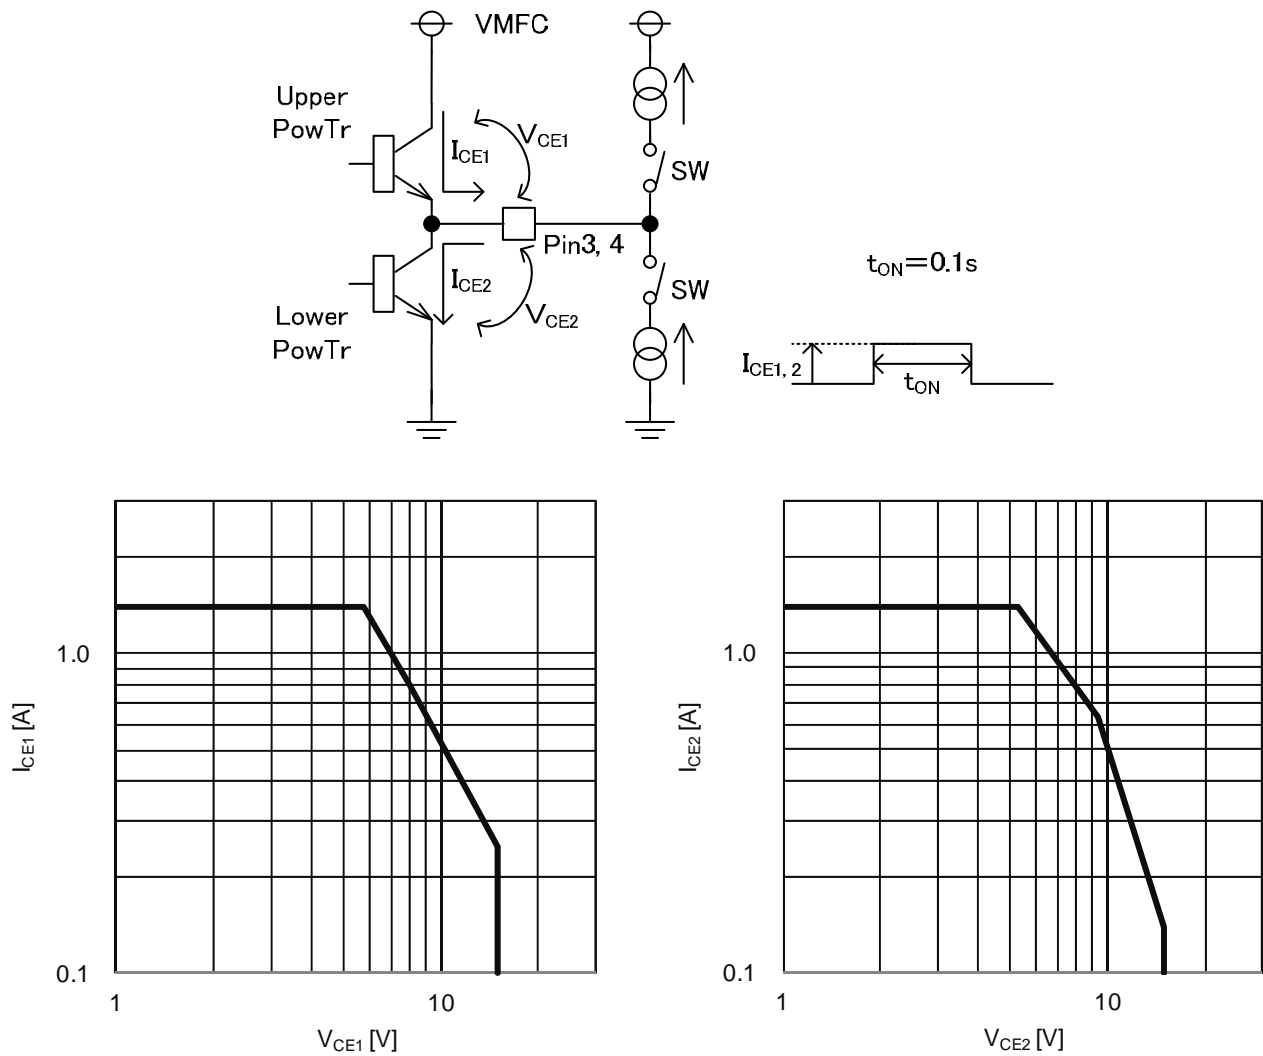 VMFC
Upper
PowTr
ICE1
VCE1
SW
Pin3, 4
ICE2
VCE2
SW
Lower
PowTr
tON=0.1s
ICE1, 2
tON
1.0
0.1
ICE1 [A]
1
10
VCE1 [V]
1.0
0.1
ICE2 [A]
1
10
VCE2 [V]